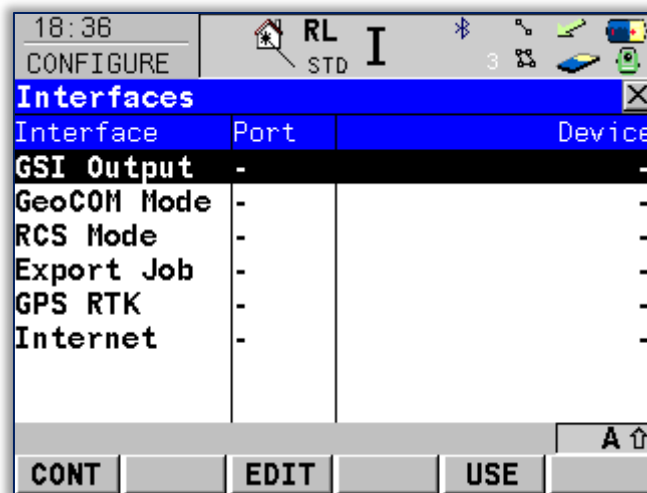 18:36
CONFIGURE
RL
STD
I
3
Interfaces
Interface Port Device
GSI Output - -
GeoCOM Mode - -
RCS Mode - -
Export Job - -
GPS RTK - -
Internet - -
A
CONT EDIT USE